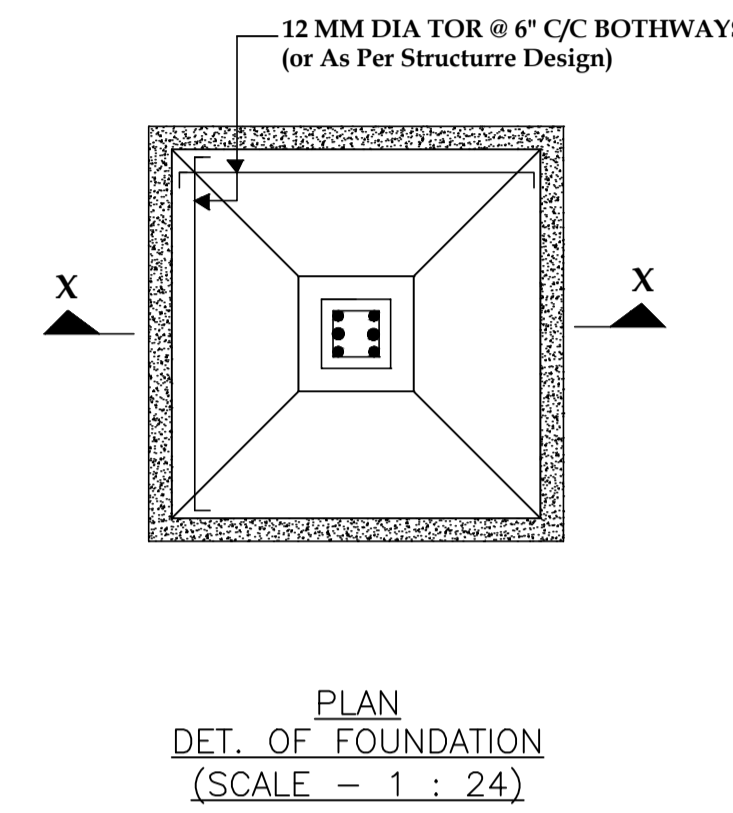 12 MM DIA TOR @ 6" C/C BOTHWAYS
(or As Per Structurre Design)
X
X
PLAN
DET. OF FOUNDATION
(SCALE - 1 : 24)